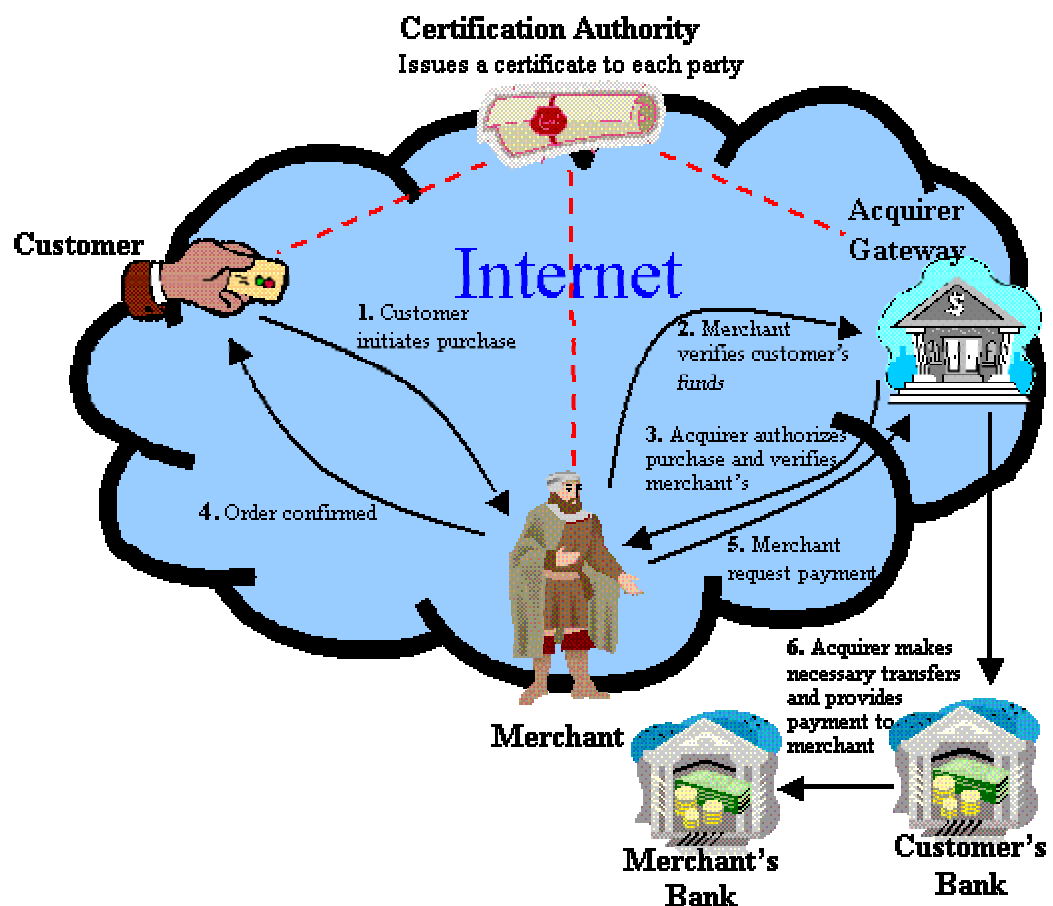 Certification Authority
Issues a certificate to each party
Customer
Acquirer
Gateway
Internet
$
1. Customer
initiates purchase
2. Merchant
verifies customer's
funds
3. Acquirer authorizes
purchase and verifies
merchant's
4. Order confirmed
5. Merchant
request payment
6. Acquirer makes
necessary transfers
and provides
payment to
merchant
Merchant
Merchant's
Bank
Customer's
Bank